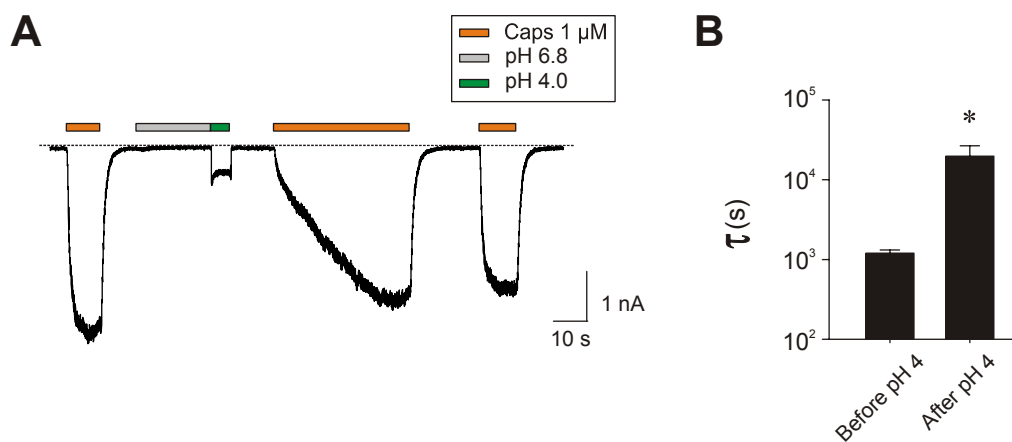 A
Caps 1 µM
pH 6.8
pH 4.0
1 nA
10 s
B
τ(s)
10⁵
10⁴
10³
10²
*
Before pH 4
After pH 4